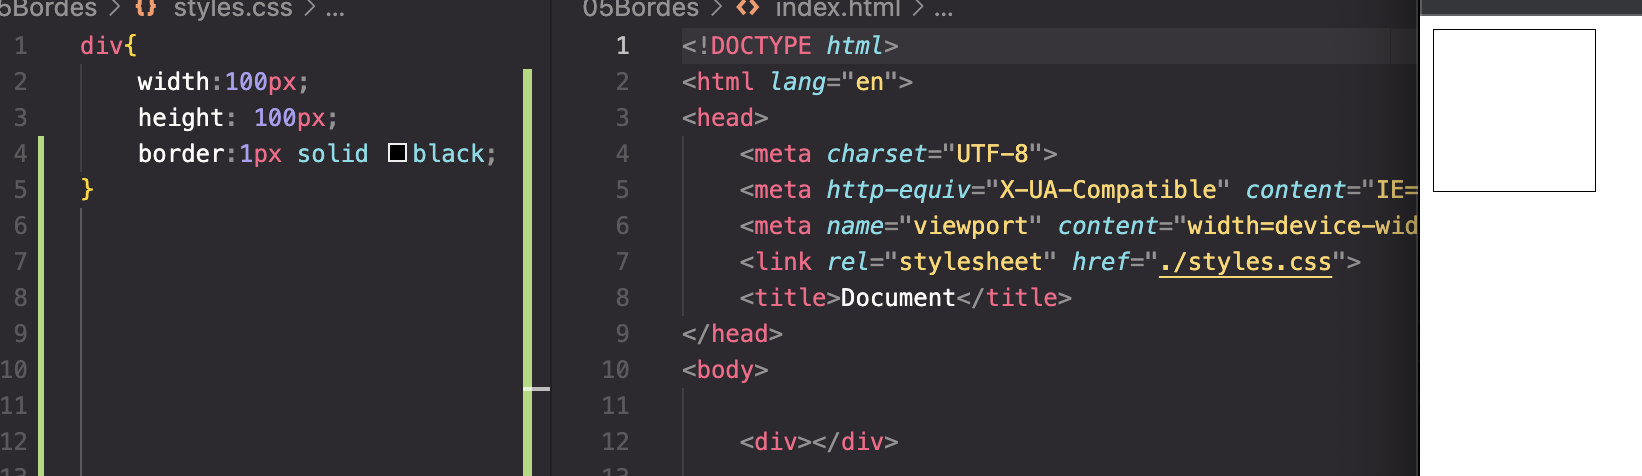 05Bordes > {} styles.css > ...
1 div{
2 width:100px;
3 height: 100px;
4 border:1px solid black;
5 }
6
7
8
9
10
11
12
13
05Bordes > <> index.html > ...
1 <!DOCTYPE html>
2 <html lang="en">
3 <head>
4 <meta charset="UTF-8">
5 <meta http-equiv="X-UA-Compatible" content="IE=
6 <meta name="viewport" content="width=device-wid
7 <link rel="stylesheet" href="./styles.css">
8 <title>Document</title>
9 </head>
10 <body>
11
12 <div></div>
13